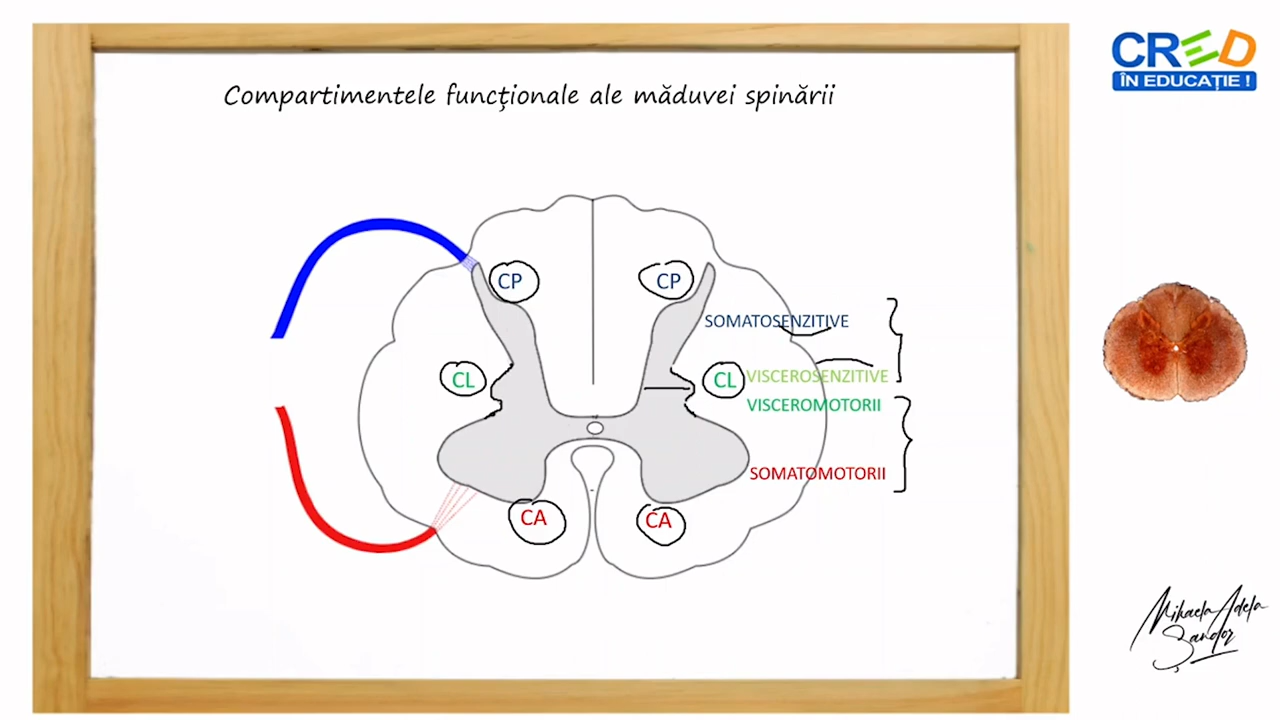 Compartimentele funcționale ale măduvei spinării
CRED
ÎN EDUCAȚIE !
CP
CP
SOMATOSENZITIVE
CL
CL
VISCEROSENZITIVE
VISCEROMOTORII
SOMATOMOTORII
CA
CA
Mihaela Adela
Șandor